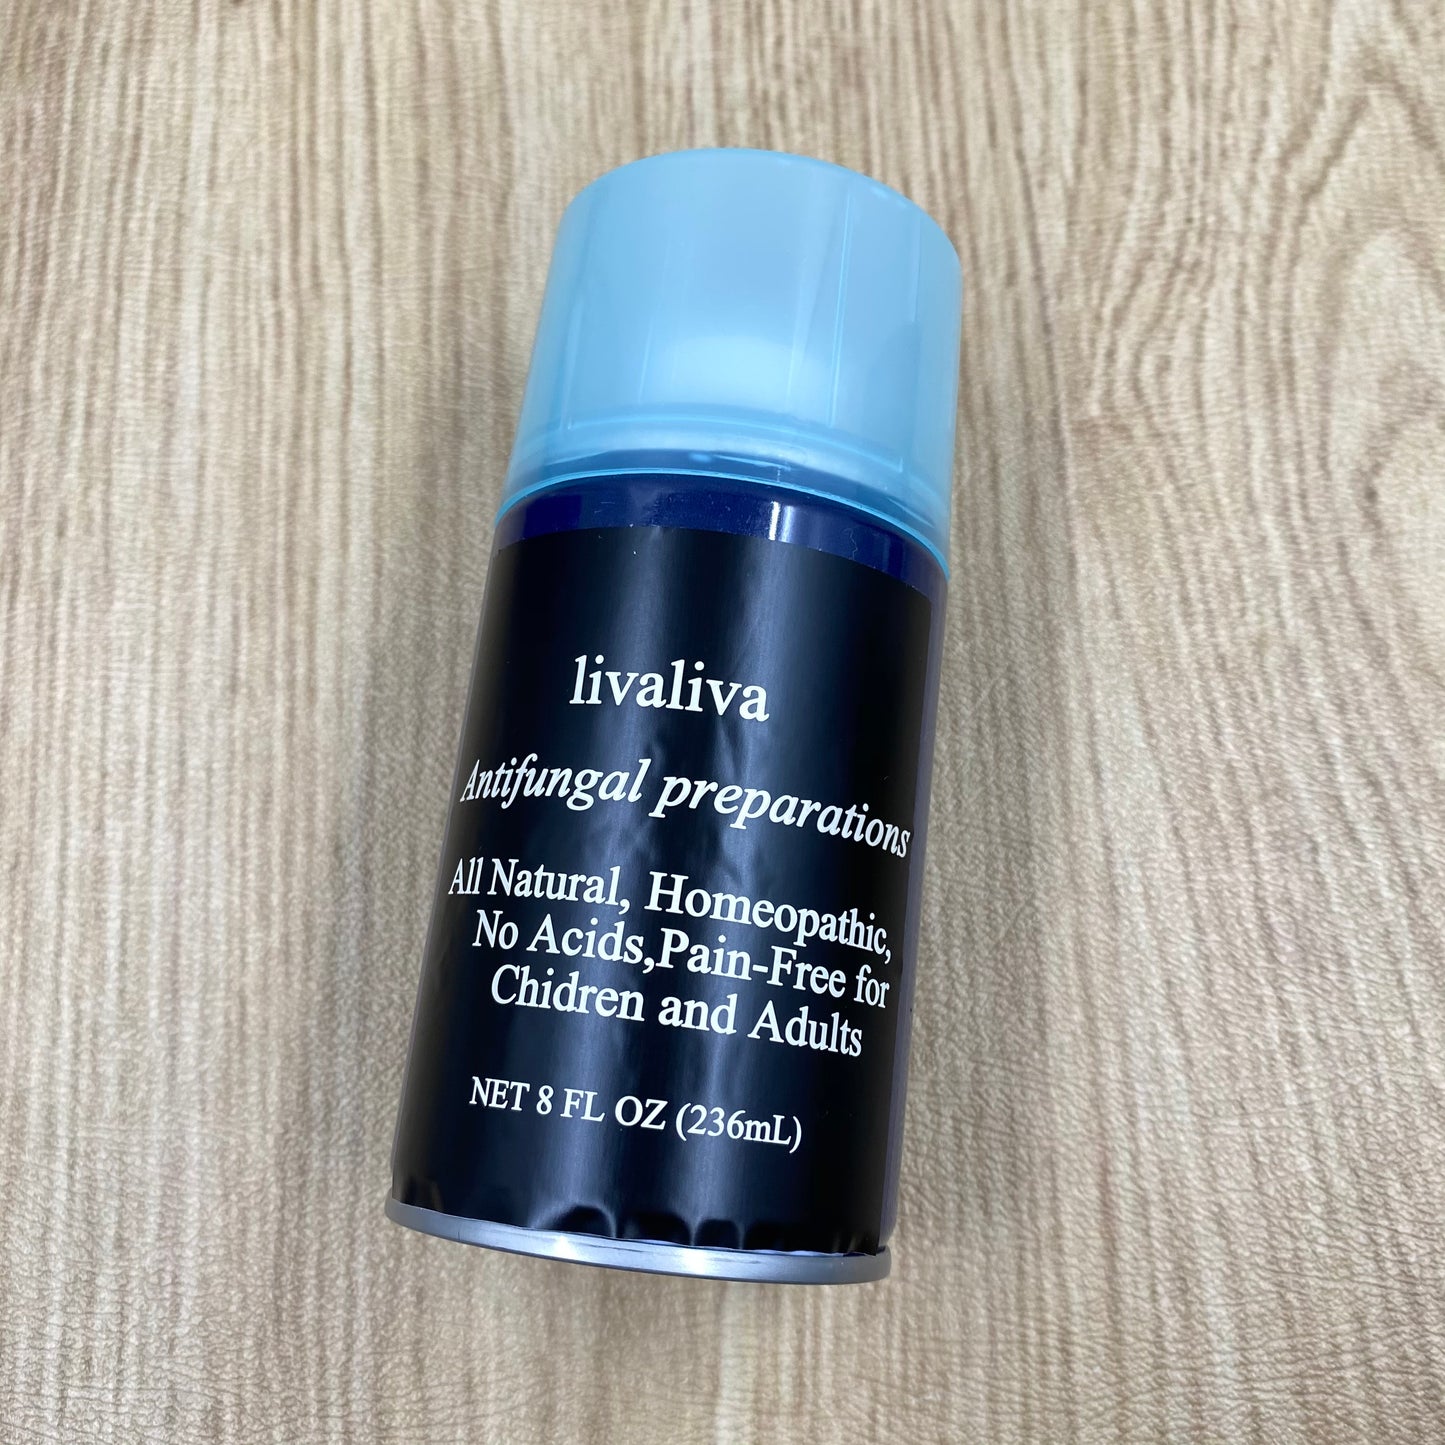 livaliva
Antifungal preparations
All Natural, Homeopathic,
No Acids,Pain-Free for
Chidren and Adults
NET 8 FL OZ (236mL)